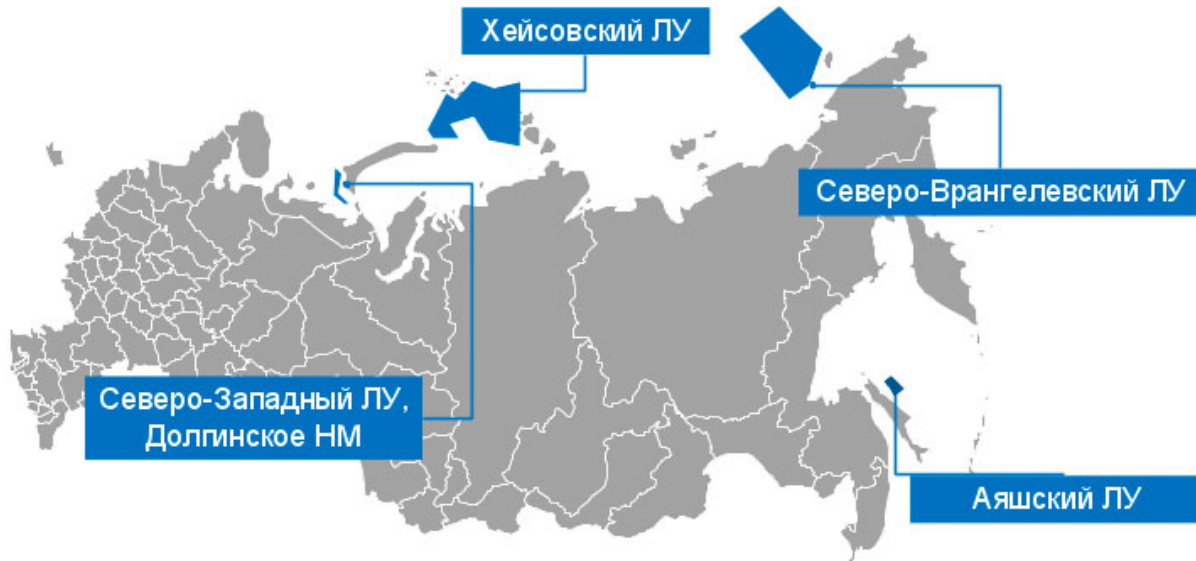 Хейсовский ЛУ
Северо-Врангелевский ЛУ
Северо-Западный ЛУ,
Долгинское НМ
Аяшский ЛУ